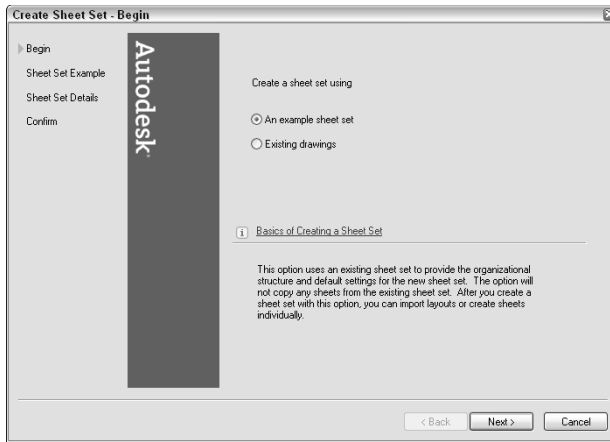 Create Sheet Set - Begin
Begin
Sheet Set Example
Sheet Set Details
Confirm
Autodesk
Create a sheet set using
An example sheet set
Existing drawings
i
Basics of Creating a Sheet Set
This option uses an existing sheet set to provide the organizational
structure and default settings for the new sheet set. The option will
not copy any sheets from the existing sheet set. After you create a
sheet set with this option, you can import layouts or create sheets
individually.
< Back
Next >
Cancel